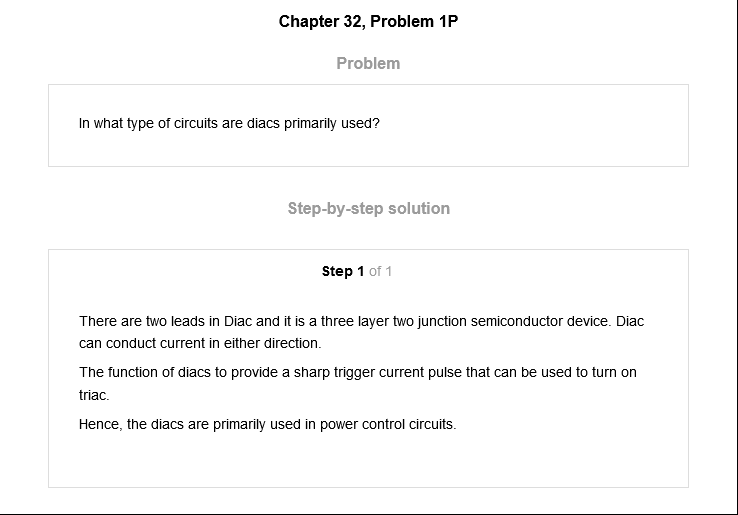 Chapter 32, Problem 1P
Problem
In what type of circuits are diacs primarily used?
Step-by-step solution
Step 1 of 1
There are two leads in Diac and it is a three layer two junction semiconductor device. Diac
can conduct current in either direction.
The function of diacs to provide a sharp trigger current pulse that can be used to turn on
triac.
Hence, the diacs are primarily used in power control circuits.